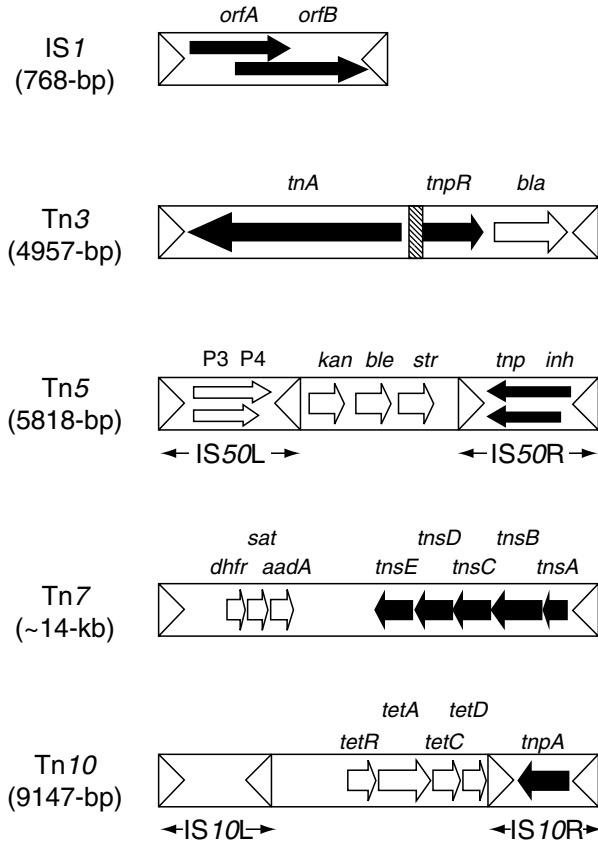 orfA orfB
IS1
(768-bp)
tnA tnpR bla
Tn3
(4957-bp)
P3 P4 kan ble str tnp inh
Tn5
(5818-bp)
IS50L IS50R
tnsD tnsB
sat
dhfr aadA tnsE tnsC tnsA
Tn7
(~14-kb)
tetA tetD
tetR tetC tnpA
Tn10
(9147-bp)
IS10L IS10R